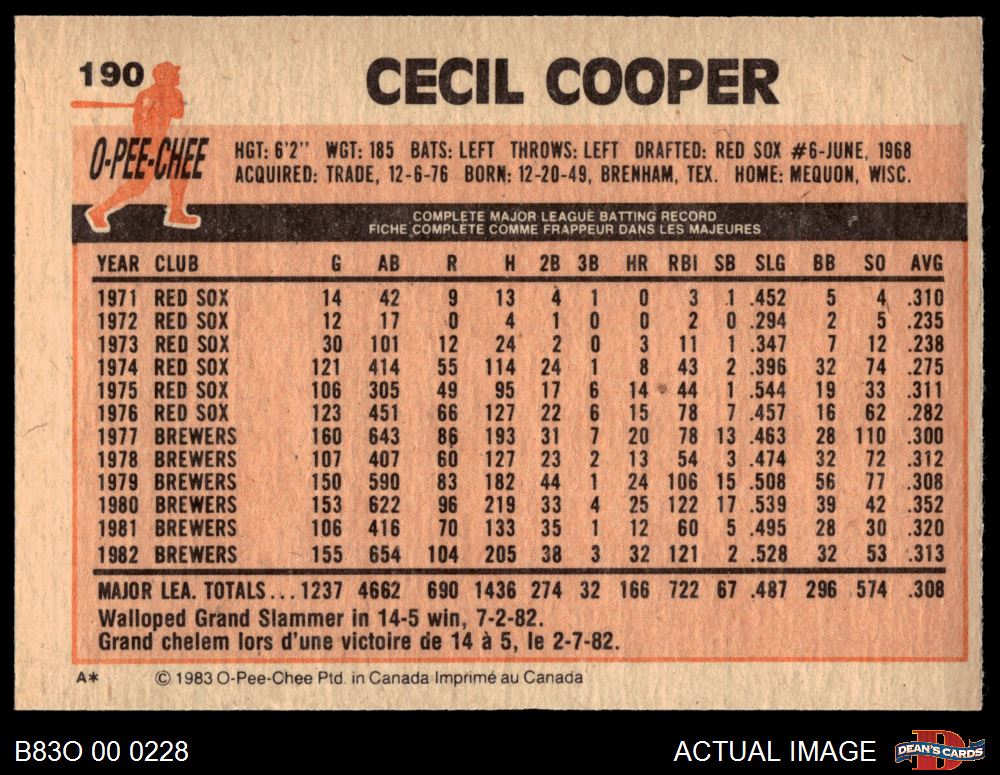 190
CECIL COOPER
O-PEE-CHEE
HGT: 6'2" WGT: 185 BATS: LEFT THROWS: LEFT DRAFTED: RED SOX #6-JUNE, 1968
ACQUIRED: TRADE, 12-6-76 BORN: 12-20-49, BRENHAM, TEX. HOME: MEQUON, WISC.
COMPLETE MAJOR LEAGUE BATTING RECORD
FICHE COMPLETE COMME FRAPPEUR DANS LES MAJEURES
YEAR CLUB G AB R H 2B 3B HR RBI SB SLG BB SO AVG
1971 RED SOX 14 42 9 13 4 1 0 3 1 .452 5 4 .310
1972 RED SOX 12 17 0 4 1 0 0 2 0 .294 2 5 .235
1973 RED SOX 30 101 12 24 2 0 3 11 1 .347 7 12 .238
1974 RED SOX 121 414 55 114 24 1 8 43 2 .396 32 74 .275
1975 RED SOX 106 305 49 95 17 6 14 44 1 .544 19 33 .311
1976 RED SOX 123 451 66 127 22 6 15 78 7 .457 16 62 .282
1977 BREWERS 160 643 86 193 31 7 20 78 13 .463 28 110 .300
1978 BREWERS 107 407 60 127 23 2 13 54 3 .474 32 72 .312
1979 BREWERS 150 590 83 182 44 1 24 106 15 .508 56 77 .308
1980 BREWERS 153 622 96 219 33 4 25 122 17 .539 39 42 .352
1981 BREWERS 106 416 70 133 35 1 12 60 5 .495 28 30 .320
1982 BREWERS 155 654 104 205 38 3 32 121 2 .528 32 53 .313
MAJOR LEA. TOTALS... 1237 4662 690 1436 274 32 166 722 67 .487 296 574 .308
Walloped Grand Slammer in 14-5 win, 7-2-82.
Grand chelem lors d'une victoire de 14 à 5, le 2-7-82.
A* © 1983 O-Pee-Chee Ptd. in Canada Imprimé au Canada
B83O 00 0228
ACTUAL IMAGE
DEAN'S CARDS